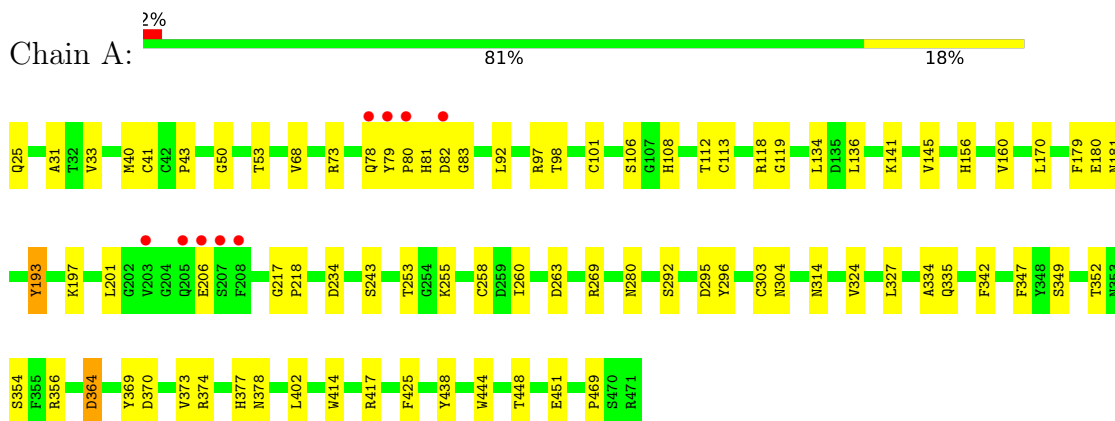 2%
Chain A:
81% 18%
Q25 A31 T32 V33 M40 C41 C42 P43 G50 T53 V68 R73 Q78 Y79 P80 H81 D82 G83 L92 R97 T98 C101 S106 G107 H108 T112 C113 R118 G119 L134 D135 L136 K141 V145 H156 V160 L170 F179 E180 N181
Y193 K197 L201 G202 V203 G204 Q205 E206 S207 F208 G217 P218 D234 S243 T253 G254 K255 C258 D259 I260 D263 R269 N280 S292 D295 Y296 C303 N304 N314 V324 L327 A334 Q335 F342 F347 Y348 S349 T352 N353
S354 F355 R356 D364 Y369 D370 V373 R374 H377 N378 L402 W414 R417 F425 Y438 W444 T448 E451 P469 S470 R471